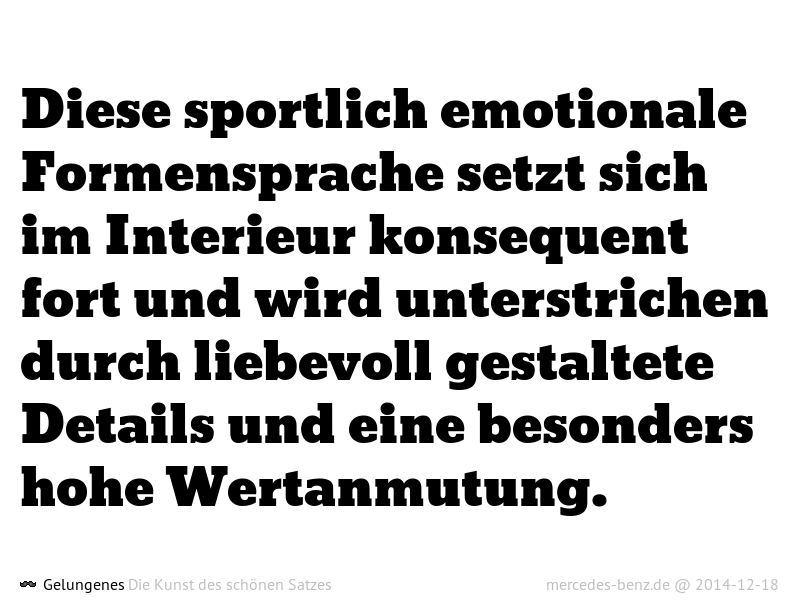 Diese sportlich emotionale
Formensprache setzt sich
im Interieur konsequent
fort und wird unterstrichen
durch liebevoll gestaltete
Details und eine besonders
hohe Wertanmutung.
Gelungenes Die Kunst des schönen Satzes
mercedes-benz.de @ 2014-12-18